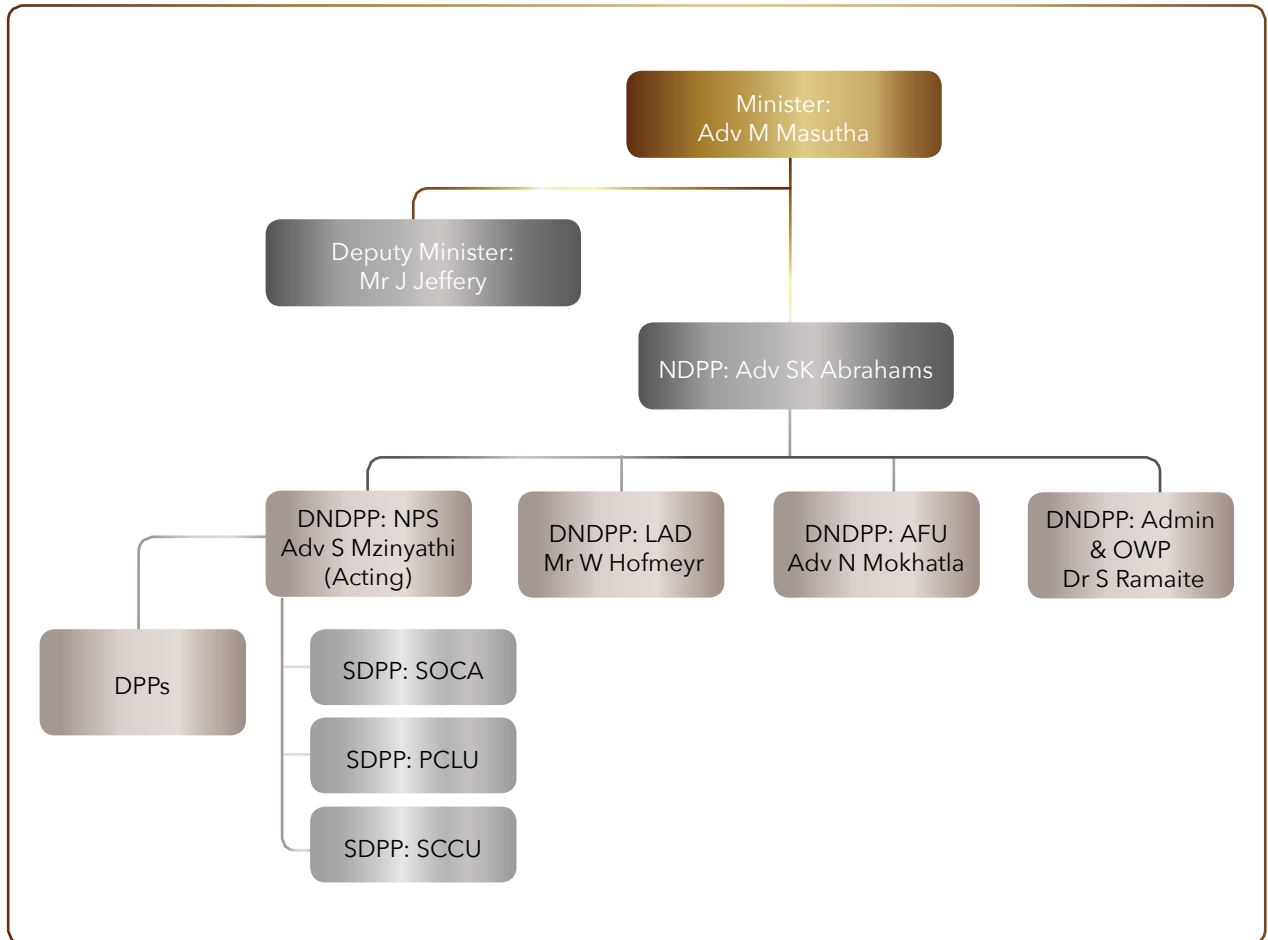 Minister:
Adv M Masutha
Deputy Minister:
Mr J Jeffery
NDPP: Adv SK Abrahams
DNDPP: NPS
Adv S Mzinyathi
(Acting)
DNDPP: LAD
Mr W Hofmeyr
DNDPP: AFU
Adv N Mokhatla
DNDPP: Admin
& OWP
Dr S Ramaite
DPPs
SDPP: SOCA
SDPP: PCLU
SDPP: SCCU